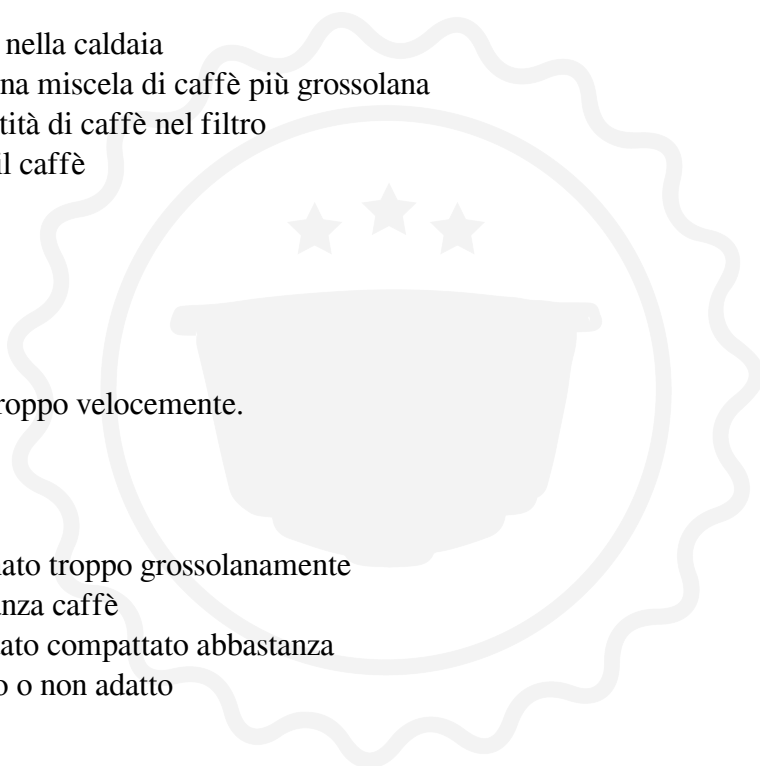 nella caldaia
na miscela di caffè più grossolana
tità di caffè nel filtro
il caffè
roppo velocemente.
ato troppo grossolanamente
nza caffè
ato compattato abbastanza
o o non adatto